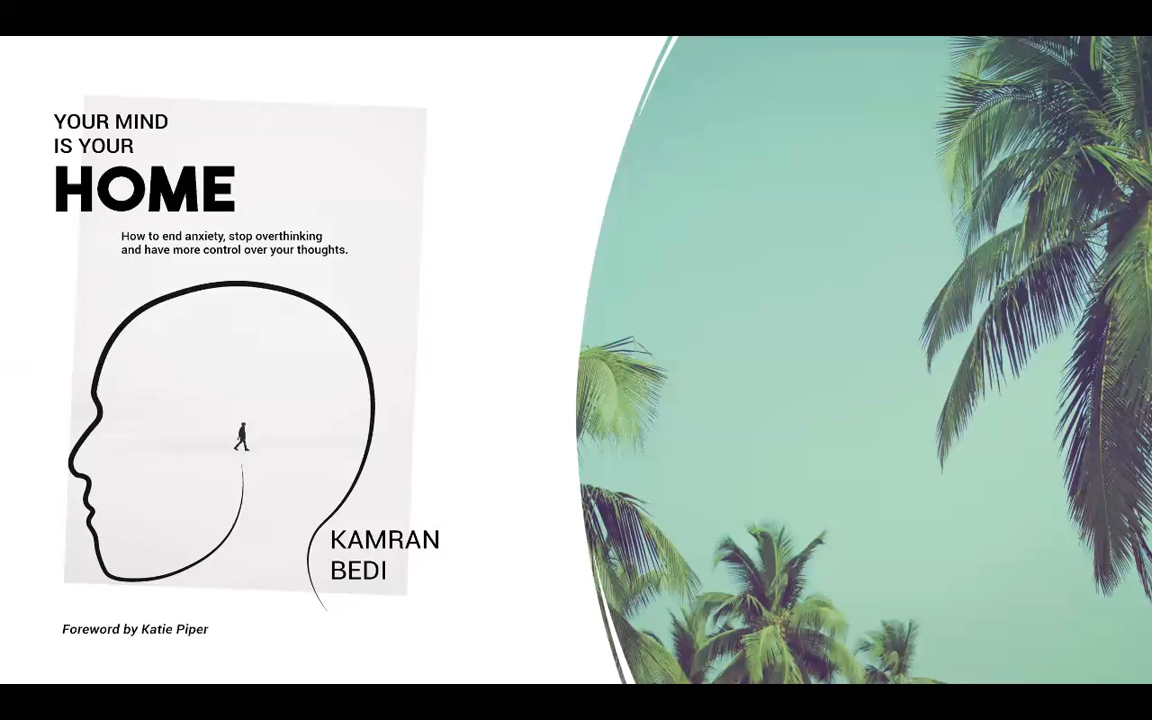 YOUR MIND
IS YOUR
HOME
How to end anxiety, stop overthinking
and have more control over your thoughts.
KAMRAN
BEDI
Foreword by Katie Piper